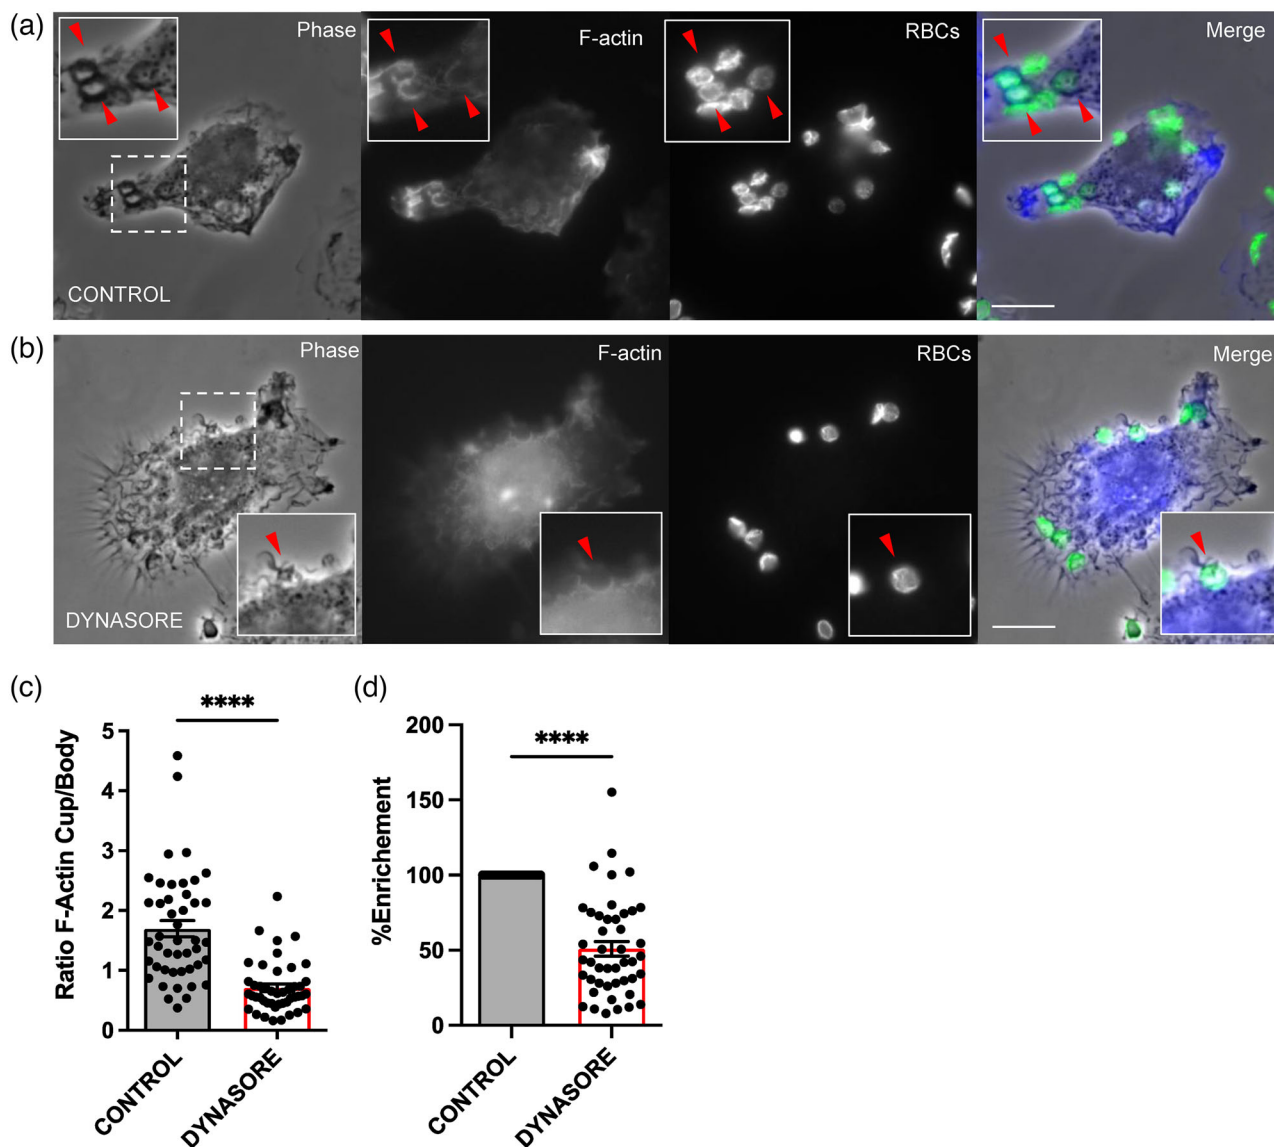 (a)
Phase
F-actin
RBCs
Merge
CONTROL
(b)
Phase
F-actin
RBCs
Merge
DYNASORE
(c)
****
Ratio F-Actin Cup/Body
5
4
3
2
1
0
CONTROL
DYNASORE
(d)
****
%Enrichement
200
150
100
50
0
CONTROL
DYNASORE